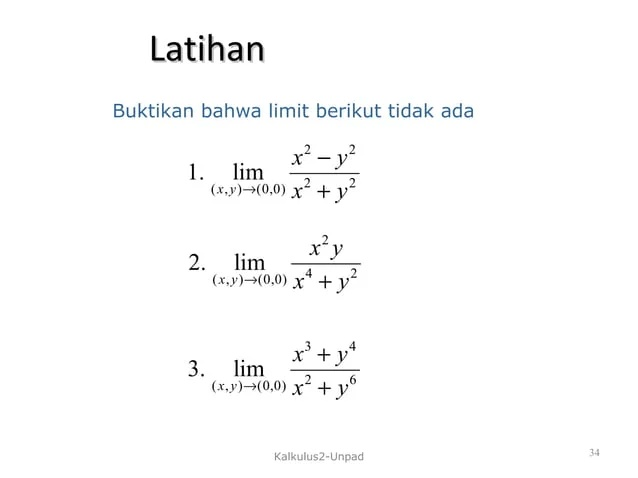 Latihan
Buktikan bahwa limit berikut tidak ada
1. lim (x,y)→(0,0) x² − y² / x² + y²
2. lim (x,y)→(0,0) x² y / x⁴ + y²
3. lim (x,y)→(0,0) x³ + y⁴ / x² + y⁶
Kalkulus2-Unpad
34